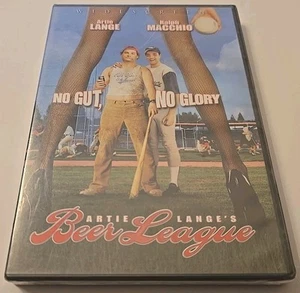 Artie
LANGE
Ralph
MACCHIO
NO GUT, NO GLORY
ARTIE LANGE'S
Beer League